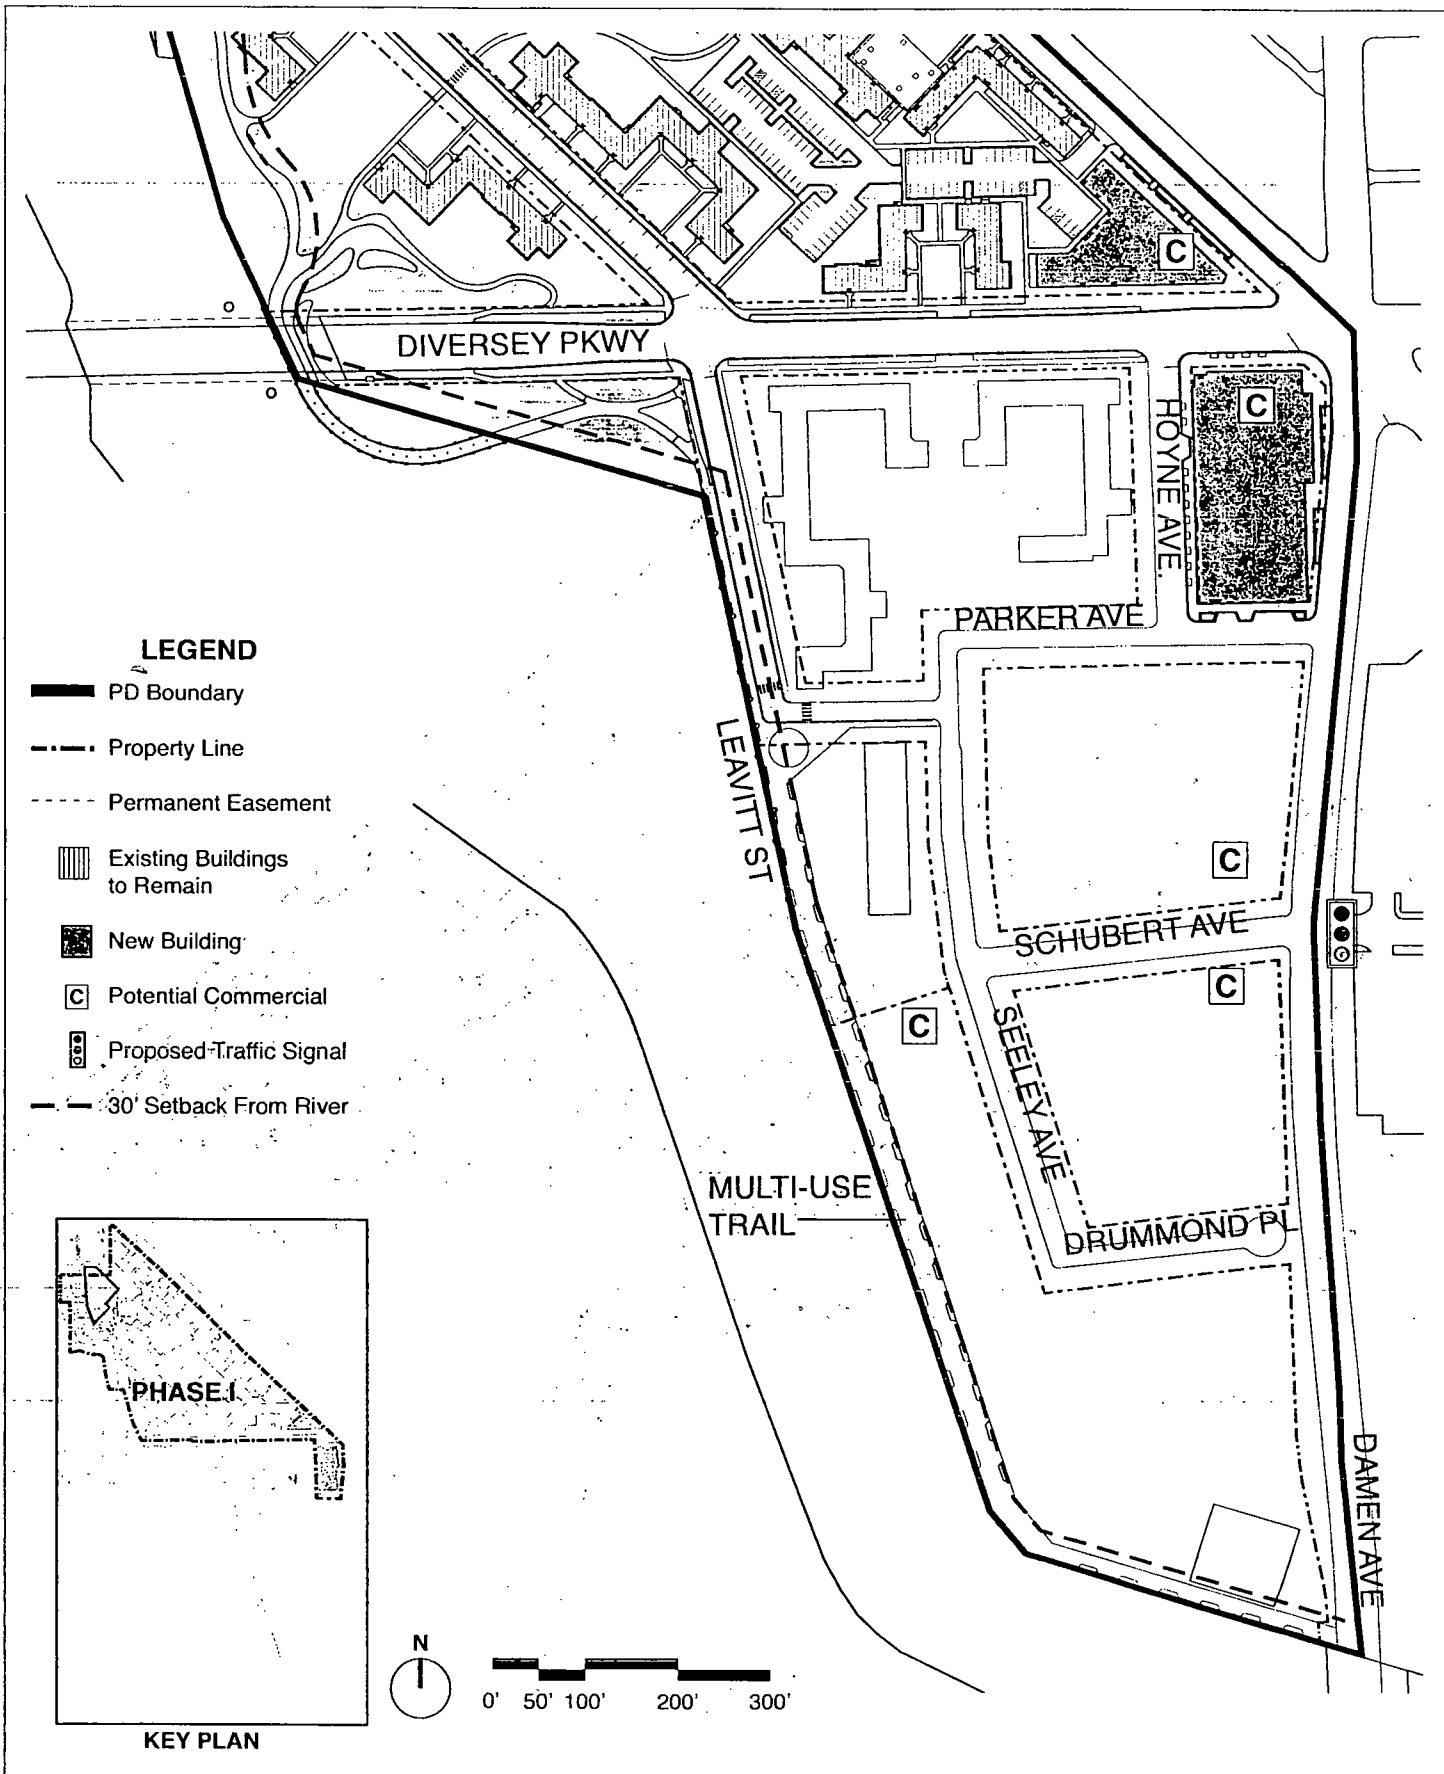 C
DIVERSEY PKWY
C
HOYNE AVE.
PARKER AVE
LEGEND
PD Boundary
Property Line
Permanent Easement
Existing Buildings
to Remain
New Building
C Potential Commercial
Proposed Traffic Signal
30' Setback From River
LEAVITT ST
C
SCHUBERT AVE
C
C
SEELEY AVE
MULTI-USE
TRAIL
DRUMMOND PL
PHASE I
DAMEN AVE
N
0' 50' 100' 200' 300'
KEY PLAN